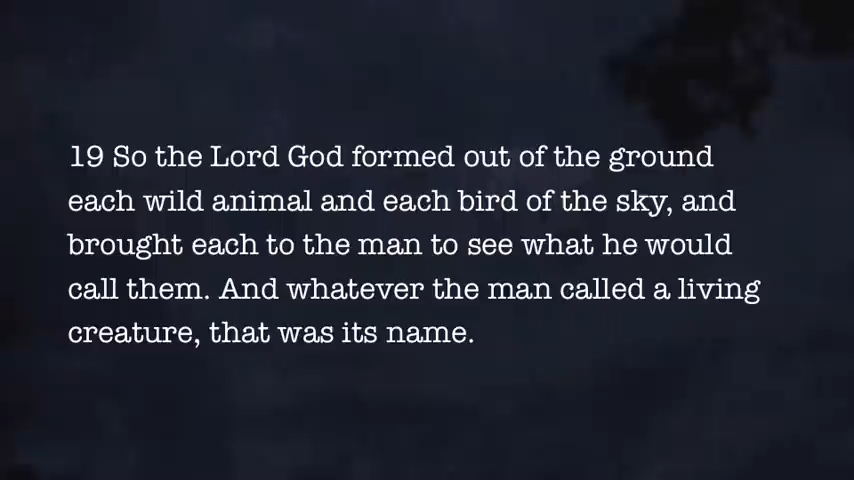 19 So the Lord God formed out of the ground
each wild animal and each bird of the sky, and
brought each to the man to see what he would
call them. And whatever the man called a living
creature, that was its name.